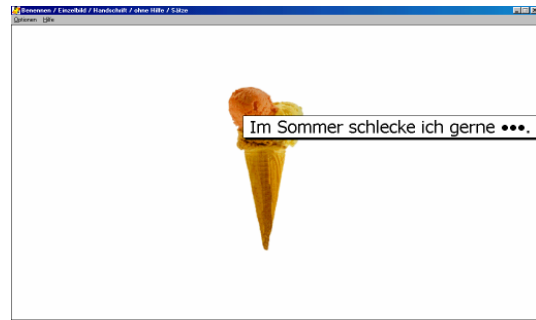 Benennen / Einzelbild / Handschrift / ohne Hilfe / Sätze
Optionen Hilfe
Im Sommer schlecke ich gerne •••.